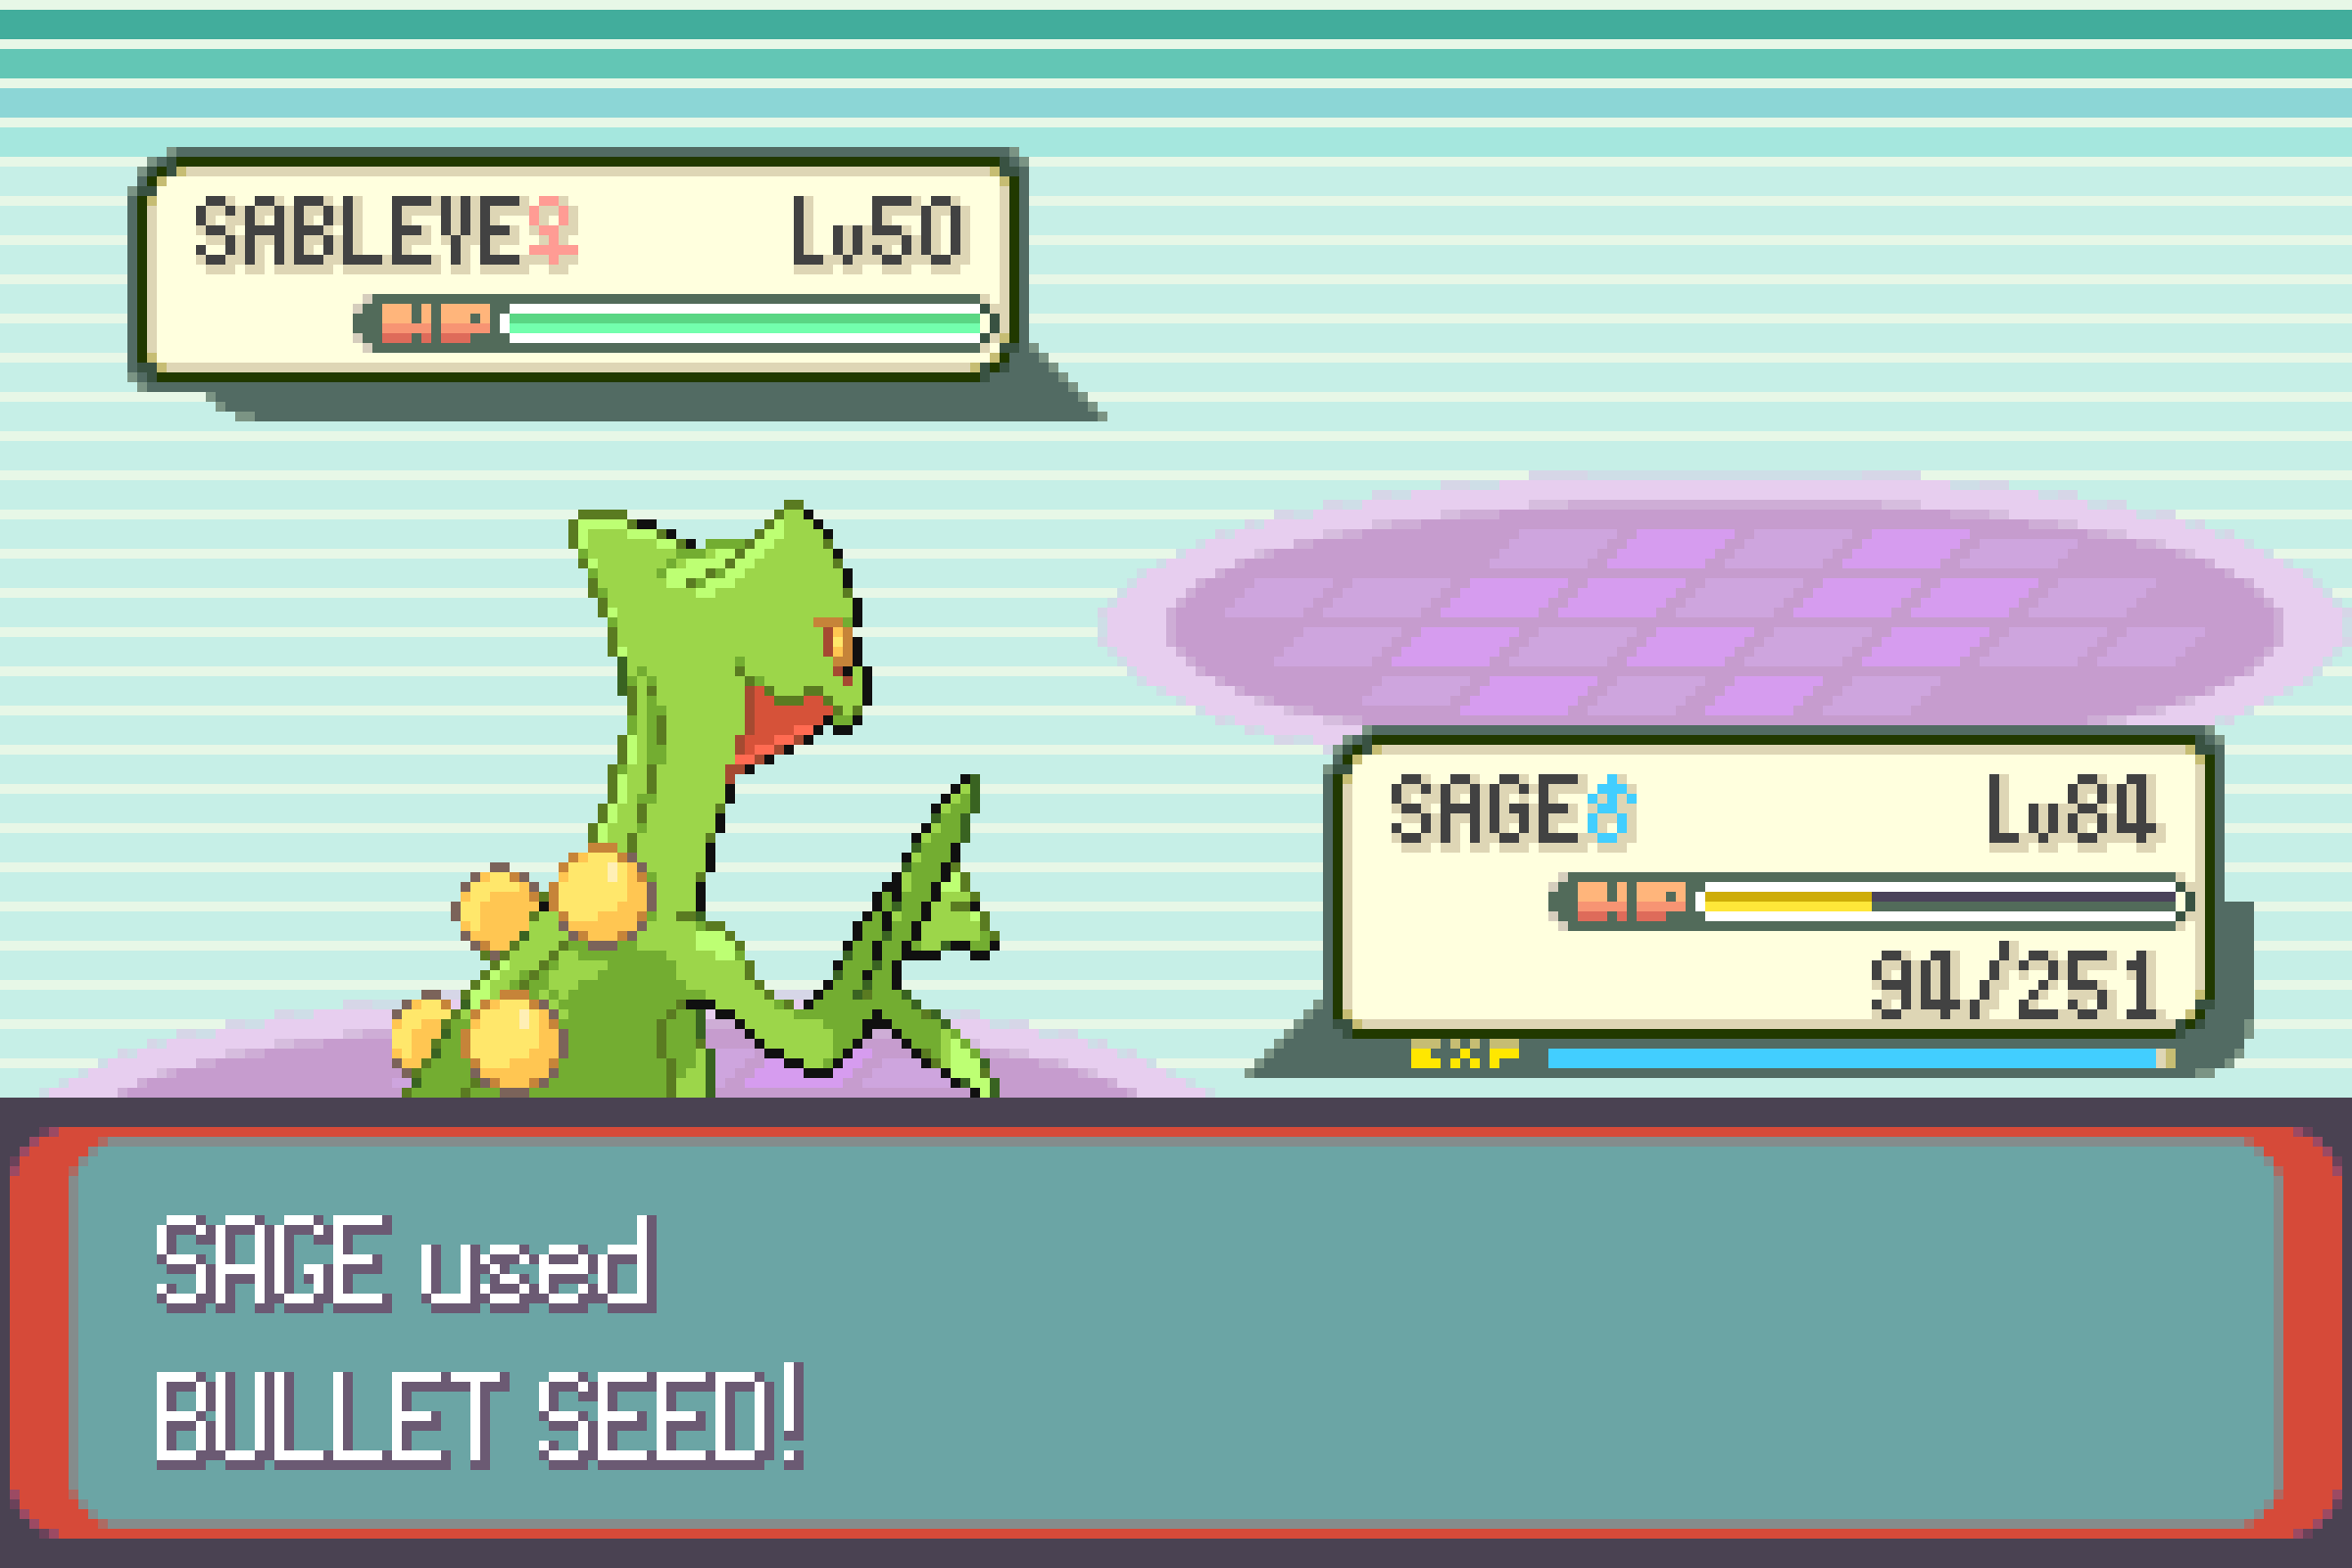 SABLEYE♀ Lv50
HP
SAGE♂ Lv84
HP
94/251
EXP
SAGE used
BULLET SEED!